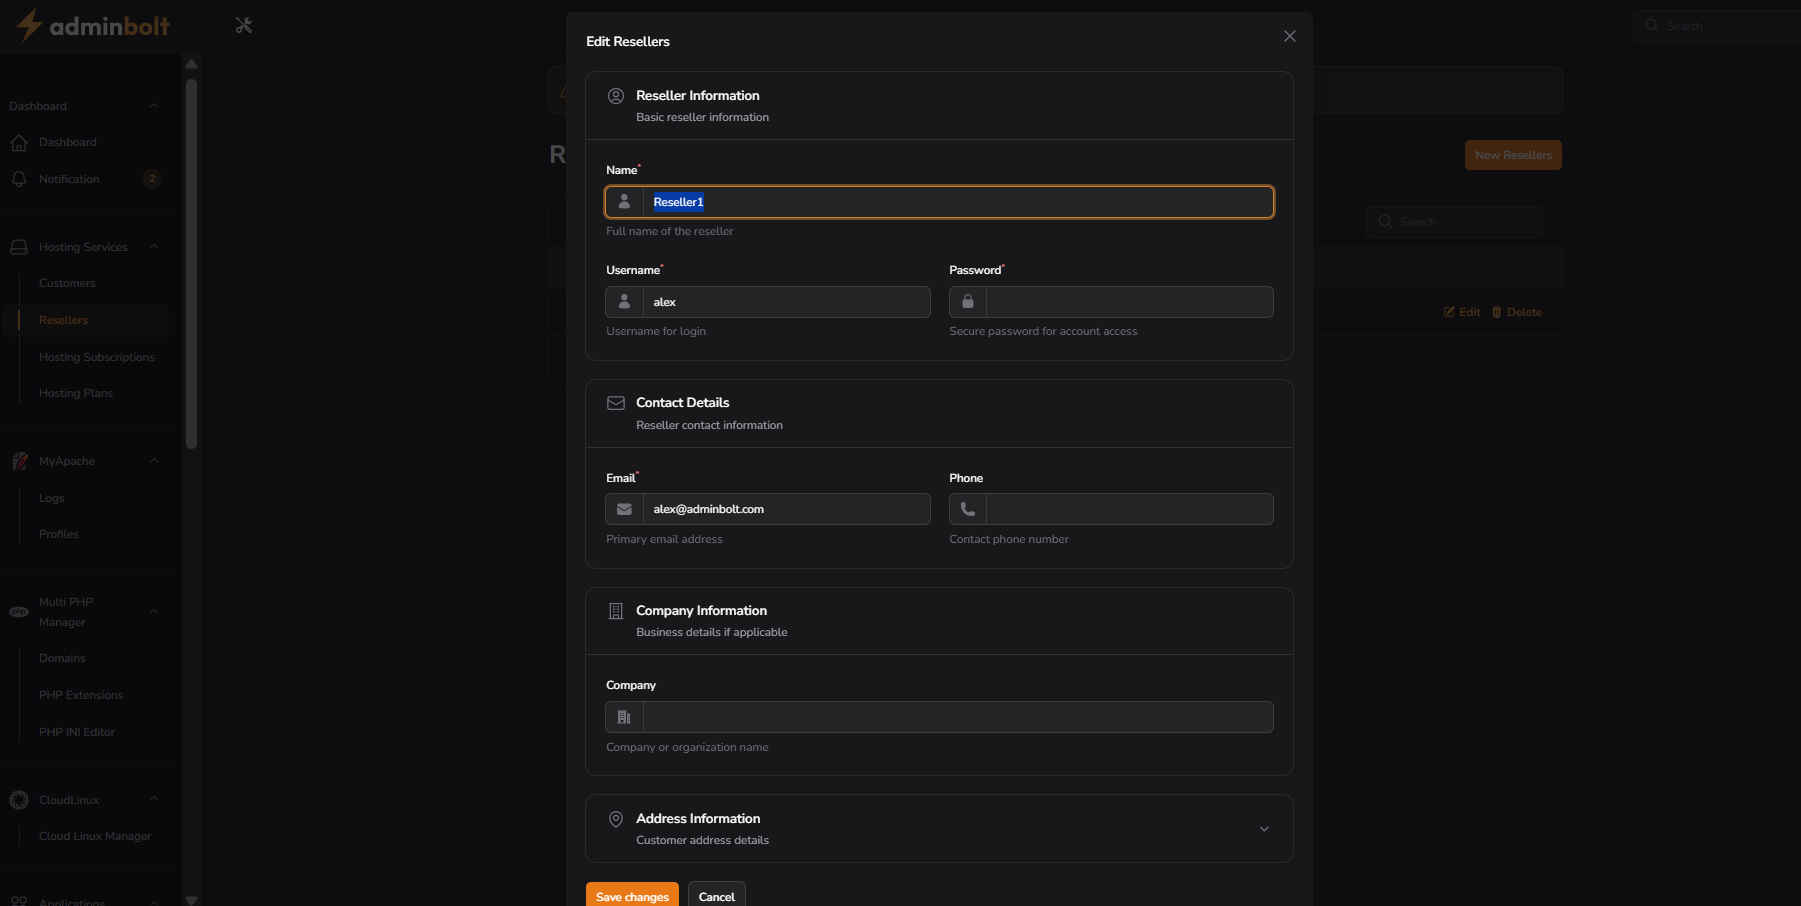 adminbolt
Search
Dashboard
Dashboard
Notification
2
Hosting Services
Customers
Resellers
Hosting Subscriptions
Hosting Plans
MyApache
Logs
Profiles
php
Multi PHP
Manager
Domains
PHP Extensions
PHP INI Editor
CloudLinux
Cloud Linux Manager
Applications
R
New Resellers
Search
Edit
Delete
Edit Resellers
Reseller Information
Basic reseller information
Name*
Reseller1
Full name of the reseller
Username*
Password*
alex
Username for login
Secure password for account access
Contact Details
Reseller contact information
Email*
Phone
alex@adminbolt.com
Primary email address
Contact phone number
Company Information
Business details if applicable
Company
Company or organization name
Address Information
Customer address details
Save changes
Cancel